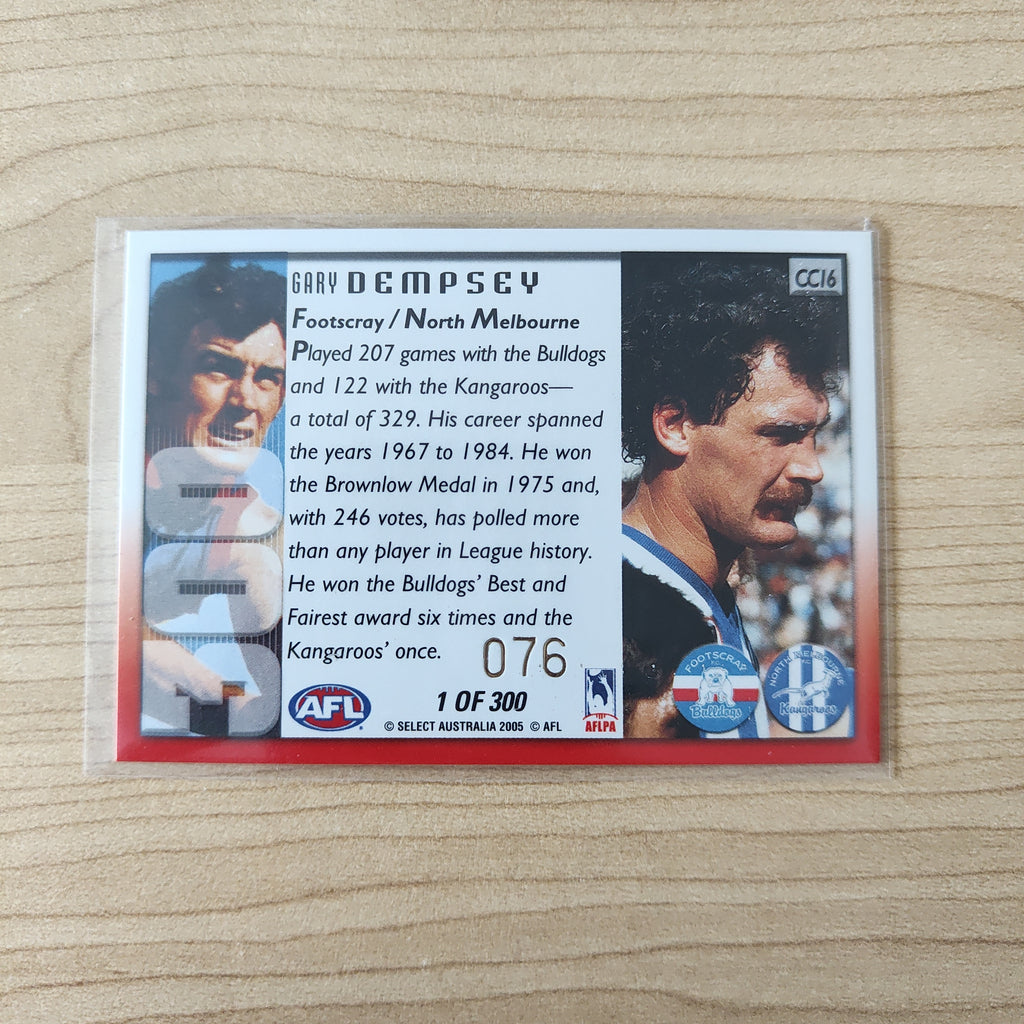 GARY DEMPSEY
CC16
Footscray / North Melbourne
Played 207 games with the Bulldogs
and 122 with the Kangaroos—
a total of 329. His career spanned
the years 1967 to 1984. He won
the Brownlow Medal in 1975 and,
with 246 votes, has polled more
than any player in League history.
He won the Bulldogs' Best and
Fairest award six times and the
Kangaroos' once.
076
1 OF 300
AFL
© SELECT AUSTRALIA 2005 © AFL
AFLPA
FOOTSCRAY
F.C.
Bulldogs
NORTH MELBOURNE
Kangaroos